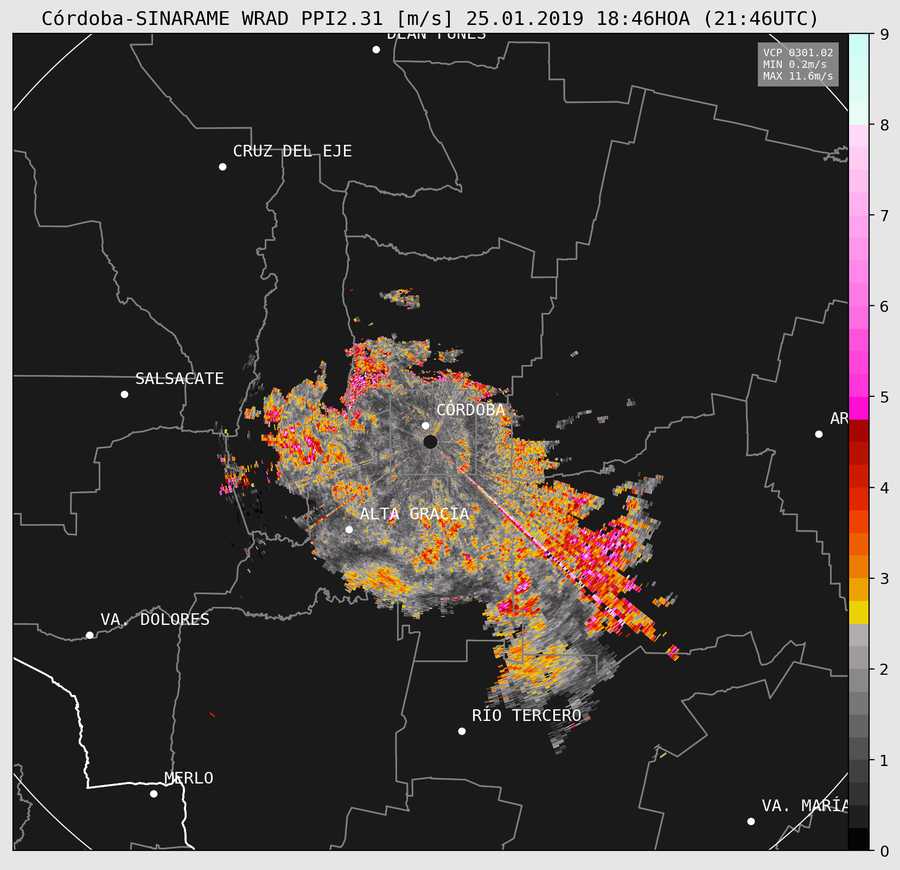 Córdoba-SINARAME WRAD PPI2.31 [m/s] 25.01.2019 18:46HOA (21:46UTC)
DEAN FUNES
VCP 0301.02
MIN 0.2m/s
MAX 11.6m/s
CRUZ DEL EJE
SALSACATE
CÓRDOBA
AR
ALTA GRACIA
VA. DOLORES
RÍO TERCERO
MERLO
VA. MARÍA
9
8
7
6
5
4
3
2
1
0